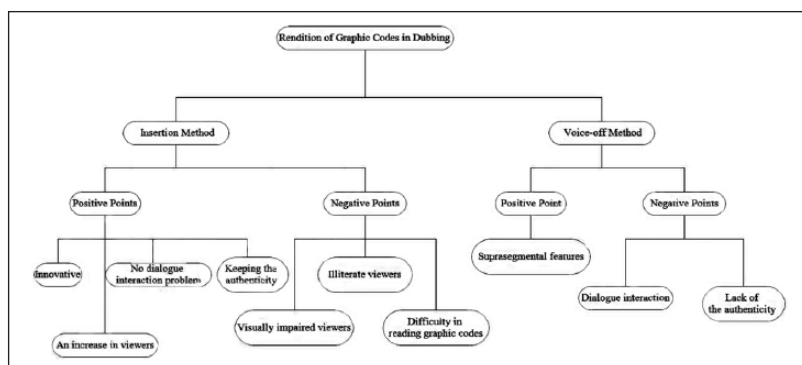 Rendition of Graphic Codes in Dubbing
Insertion Method
Voice-off Method
Positive Points
Negative Points
Positive Point
Negative Points
Innovative
No dialogue
interaction problem
Keeping the
authenticity
Illiterate viewers
Suprasegmental features
An increase in viewers
Visually impaired viewers
Difficulty in
reading graphic codes
Dialogue interaction
Lack of
the authenticity